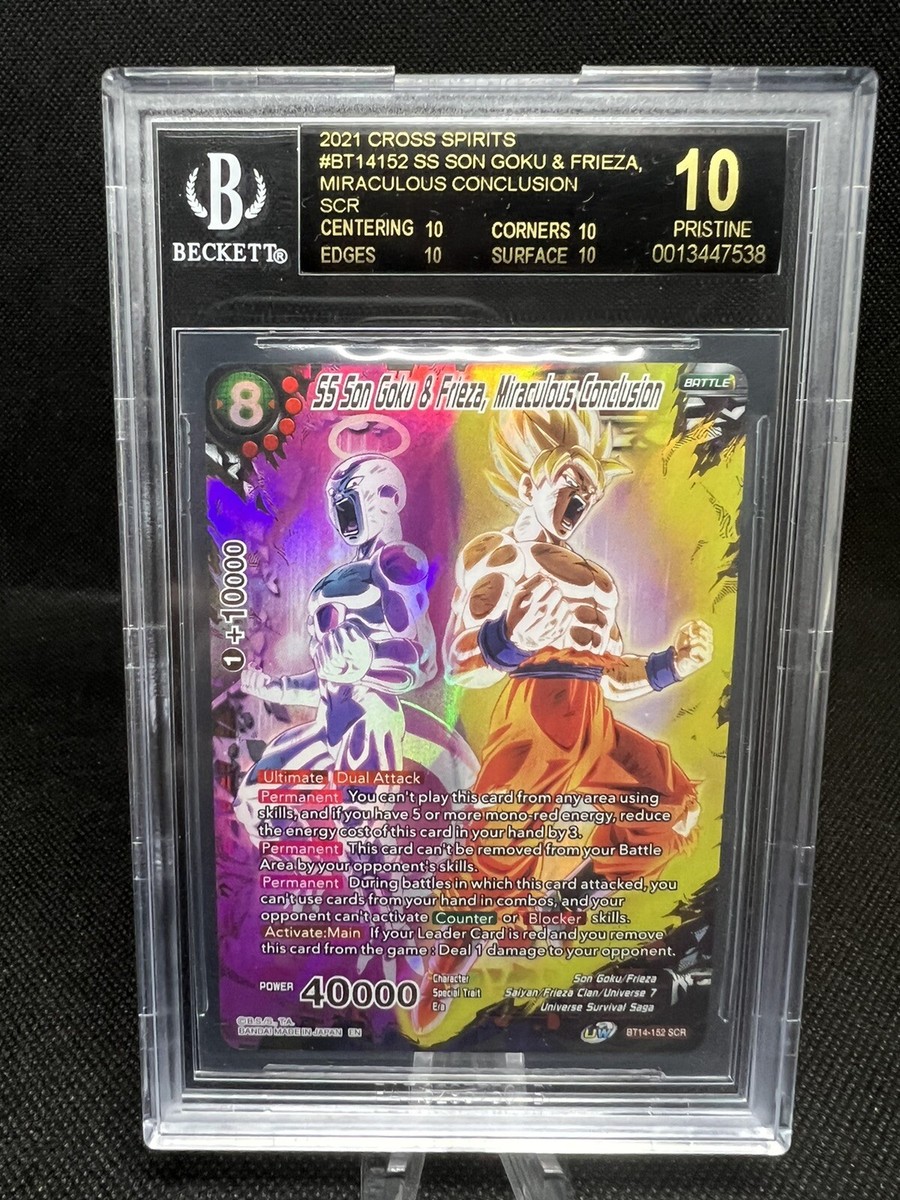 B
BECKETT®
2021 CROSS SPIRITS
#BT14152 SS SON GOKU & FRIEZA,
MIRACULOUS CONCLUSION
SCR
CENTERING 10 CORNERS 10
EDGES 10 SURFACE 10
10
PRISTINE
0013447538
8
SS Son Goku & Frieza, Miraculous Conclusion
BATTLE
1 +10000
Ultimate Dual Attack
Permanent You can't play this card from any area using
skills, and if you have 5 or more mono-red energy, reduce
the energy cost of this card in your hand by 3.
Permanent This card can't be removed from your Battle
Area by your opponent's skills.
Permanent During battles in which this card attacked, you
can't use cards from your hand in combos, and your
opponent can't activate Counter or Blocker skills.
Activate:Main If your Leader Card is red and you remove
this card from the game : Deal 1 damage to your opponent.
POWER 40000
Character Son Goku/Frieza
Special Trait Saiyan/Frieza Clan/Universe 7
Era Universe Survival Saga
©B.S./S., T.A.
BANDAI MADE IN JAPAN EN
BT14-152 SCR